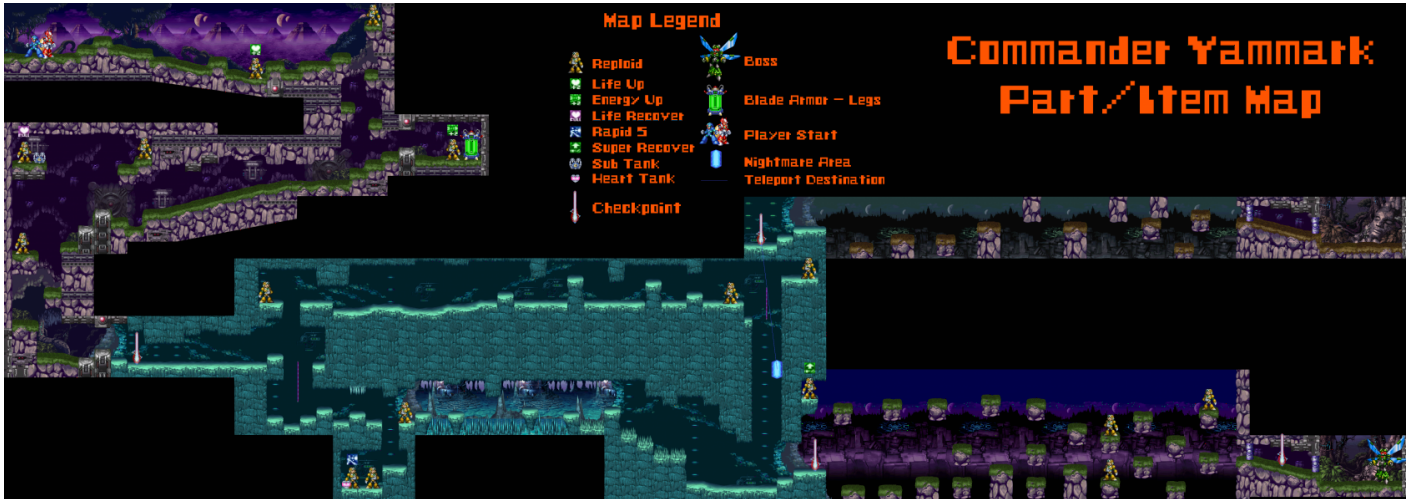 Map Legend
Commander Yammark
Part/Item Map
Reploid
Life Up
Energy Up
Life Recover
Rapid 5
Super Recover
Sub Tank
Heart Tank
Checkpoint
Boss
Blade Armor – Legs
Player Start
Nightmare Area
Teleport Destination